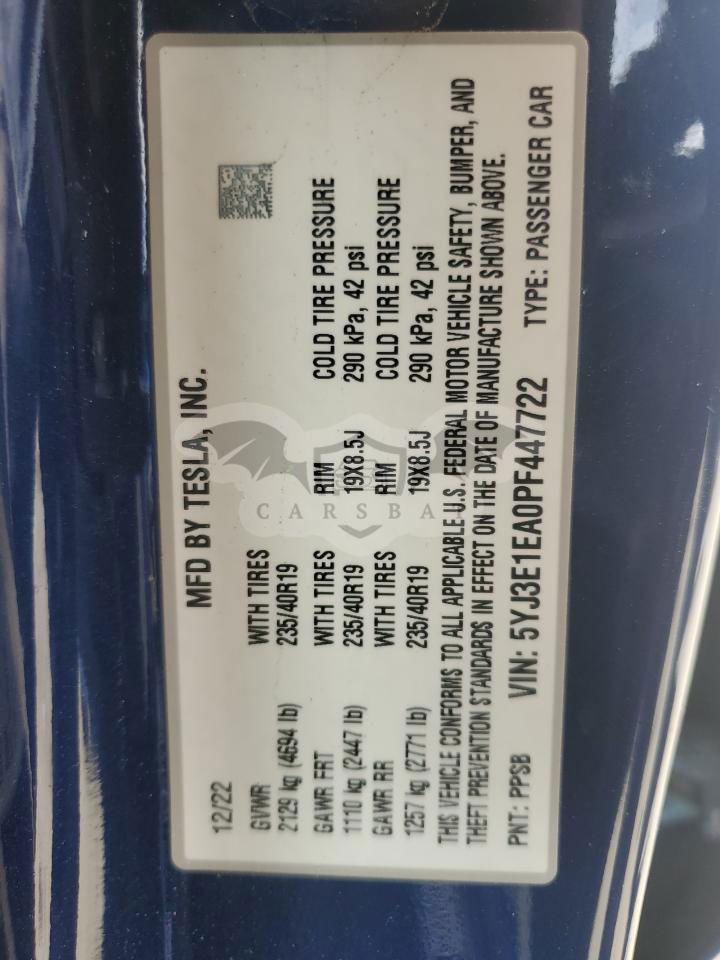 MFD BY TESLA, INC.
12/22
GVWR WITH TIRES
2129 kg (4694 lb) 235/40R19
GAWR FRT WITH TIRES RIM COLD TIRE PRESSURE
1110 kg (2447 lb) 235/40R19 19X8.5J 290 kPa, 42 psi
GAWR RR WITH TIRES RIM COLD TIRE PRESSURE
1257 kg (2771 lb) 235/40R19 19X8.5J 290 kPa, 42 psi
THIS VEHICLE CONFORMS TO ALL APPLICABLE U.S. FEDERAL MOTOR VEHICLE SAFETY, BUMPER, AND
THEFT PREVENTION STANDARDS IN EFFECT ON THE DATE OF MANUFACTURE SHOWN ABOVE.
PNT: PPSB VIN: 5YJ3E1EA0PF447722 TYPE: PASSENGER CAR